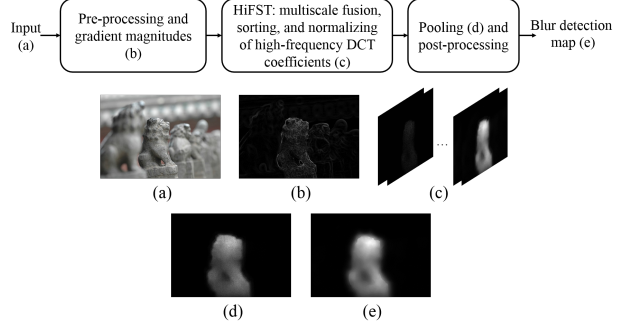 Input
(a)
Pre-processing and
gradient magnitudes
(b)
HiFST: multiscale fusion,
sorting, and normalizing
of high-frequency DCT
coefficients (c)
Pooling (d) and
post-processing
Blur detection
map (e)
(a)
(b)
...
(c)
(d)
(e)